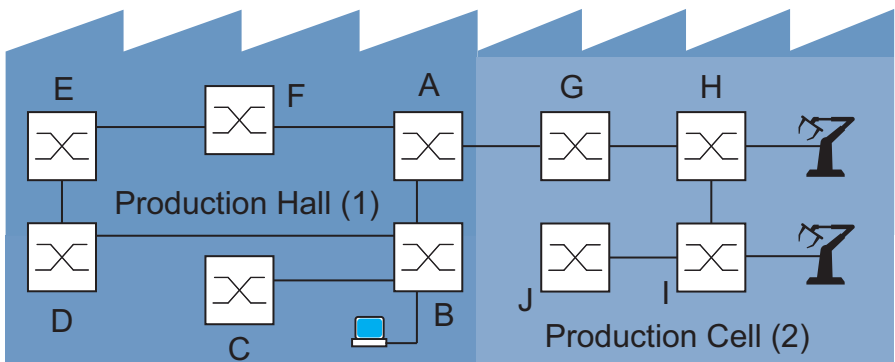 E
F
A
G
H
Production Hall (1)
D
C
B
J
I
Production Cell (2)